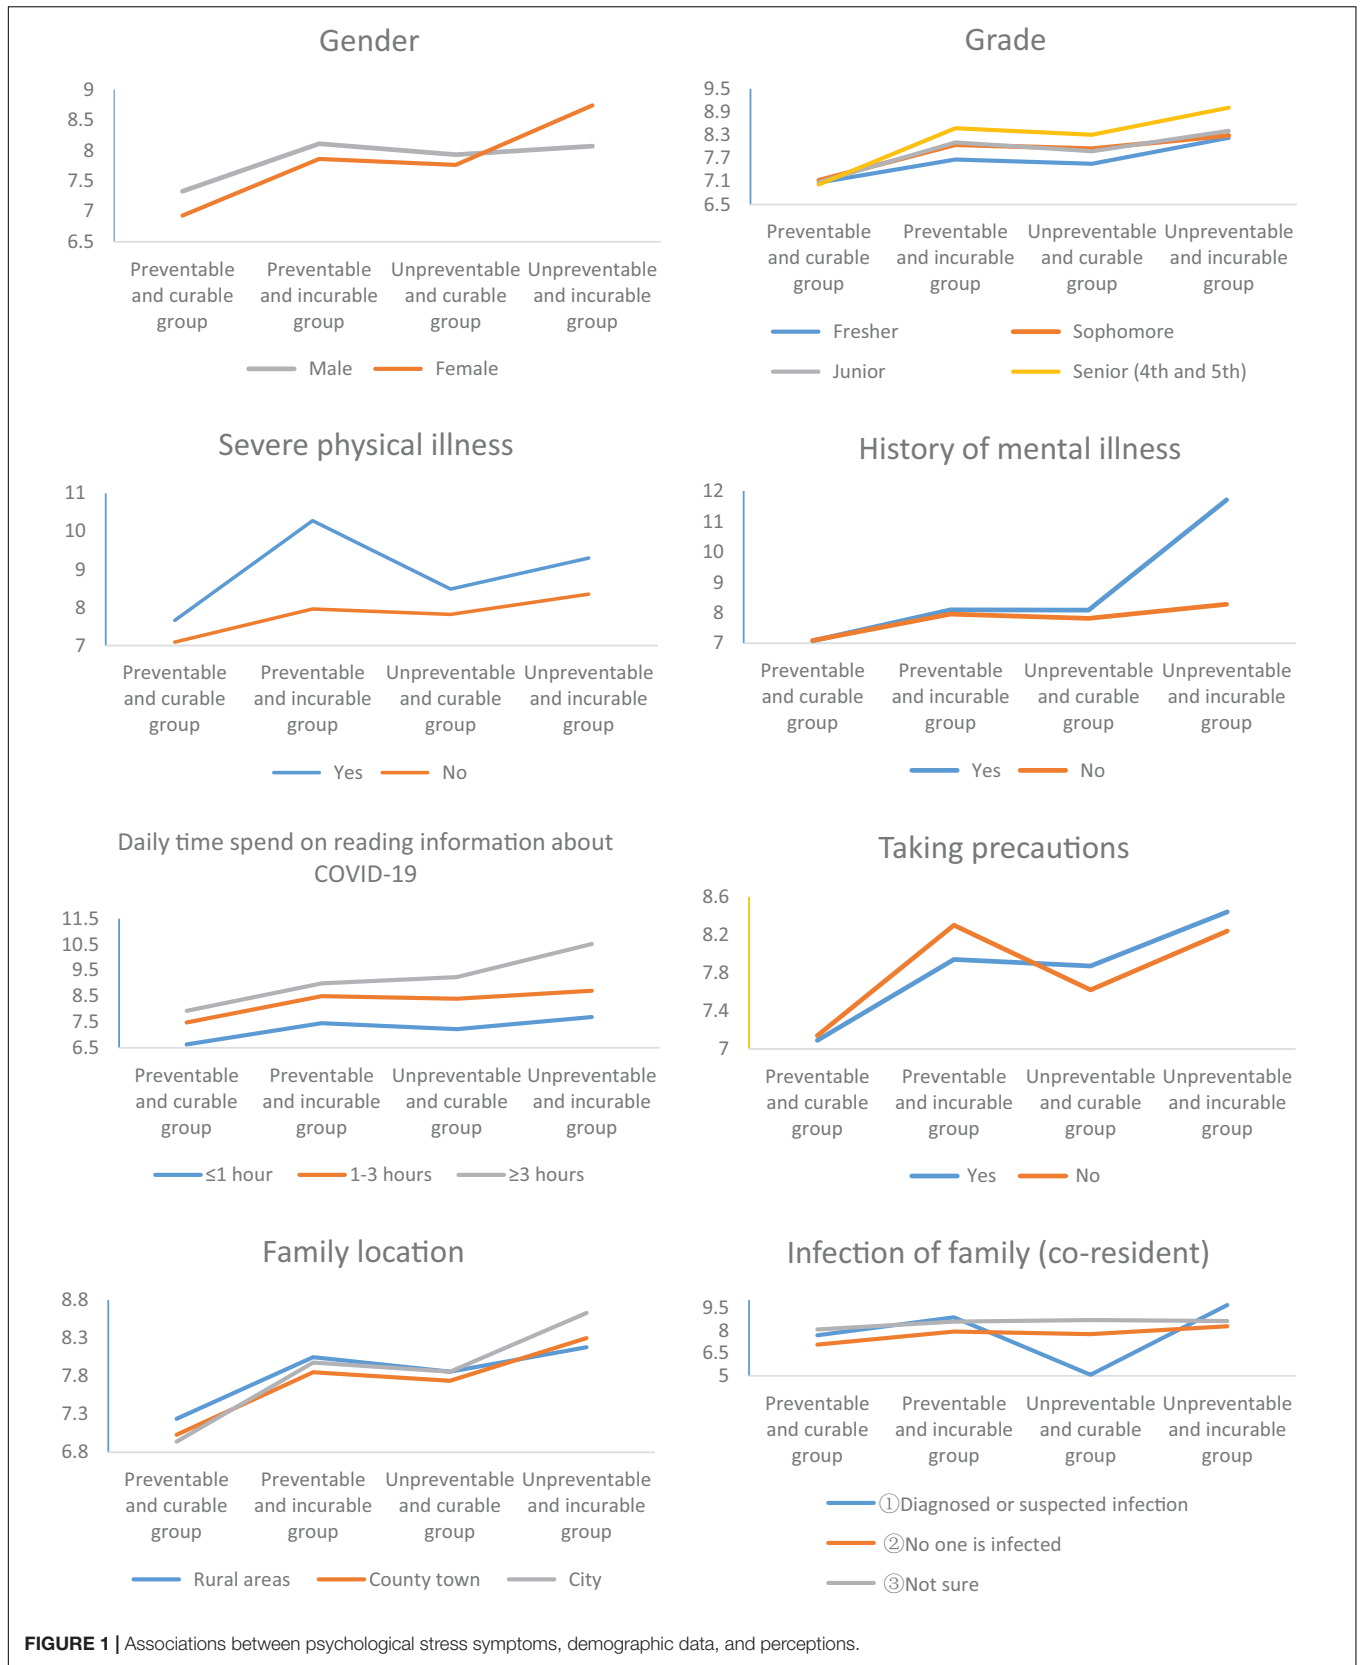 Gender
9
8.5
8
7.5
7
6.5
Preventable Preventable Unpreventable Unpreventable
and curable and incurable and curable and incurable
group group group group
Male Female
Grade
9.5
8.9
8.3
7.7
7.1
6.5
Preventable Preventable Unpreventable Unpreventable
and curable and incurable and curable and incurable
group group group group
Fresher Sophomore
Junior Senior (4th and 5th)
Severe physical illness
11
10
9
8
7
Preventable Preventable Unpreventable Unpreventable
and curable and incurable and curable and incurable
group group group group
Yes No
History of mental illness
12
11
10
9
8
7
Preventable Preventable Unpreventable Unpreventable
and curable and incurable and curable and incurable
group group group group
Yes No
Daily time spend on reading information about
COVID-19
11.5
10.5
9.5
8.5
7.5
6.5
Preventable Preventable Unpreventable Unpreventable
and curable and incurable and curable and incurable
group group group group
≤1 hour 1-3 hours ≥3 hours
Taking precautions
8.6
8.2
7.8
7.4
7
Preventable Preventable Unpreventable Unpreventable
and curable and incurable and curable and incurable
group group group group
Yes No
Family location
8.8
8.3
7.8
7.3
6.8
Preventable Preventable Unpreventable Unpreventable
and curable and incurable and curable and incurable
group group group group
Rural areas County town City
Infection of family (co-resident)
9.5
8
6.5
5
Preventable Preventable Unpreventable Unpreventable
and curable and incurable and curable and incurable
group group group group
①Diagnosed or suspected infection
②No one is infected
③Not sure
FIGURE 1 | Associations between psychological stress symptoms, demographic data, and perceptions.